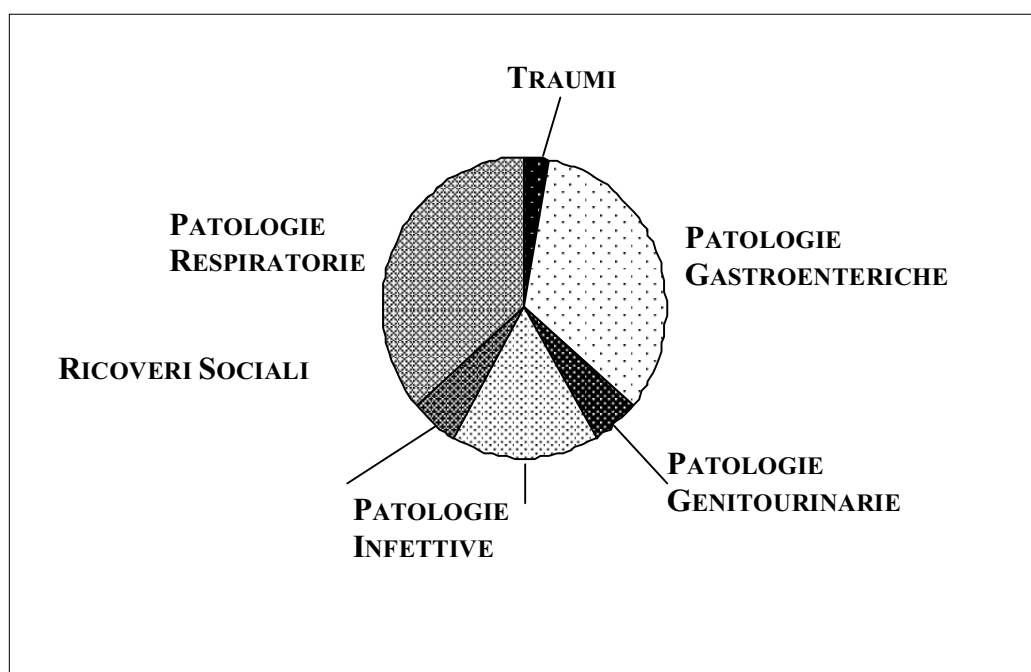 TRAUMI
PATOLOGIE
RESPIRATORIE
PATOLOGIE
GASTROENTERICHE
RICOVERI SOCIALI
PATOLOGIE
GENITOURINARIE
PATOLOGIE
INFETTIVE